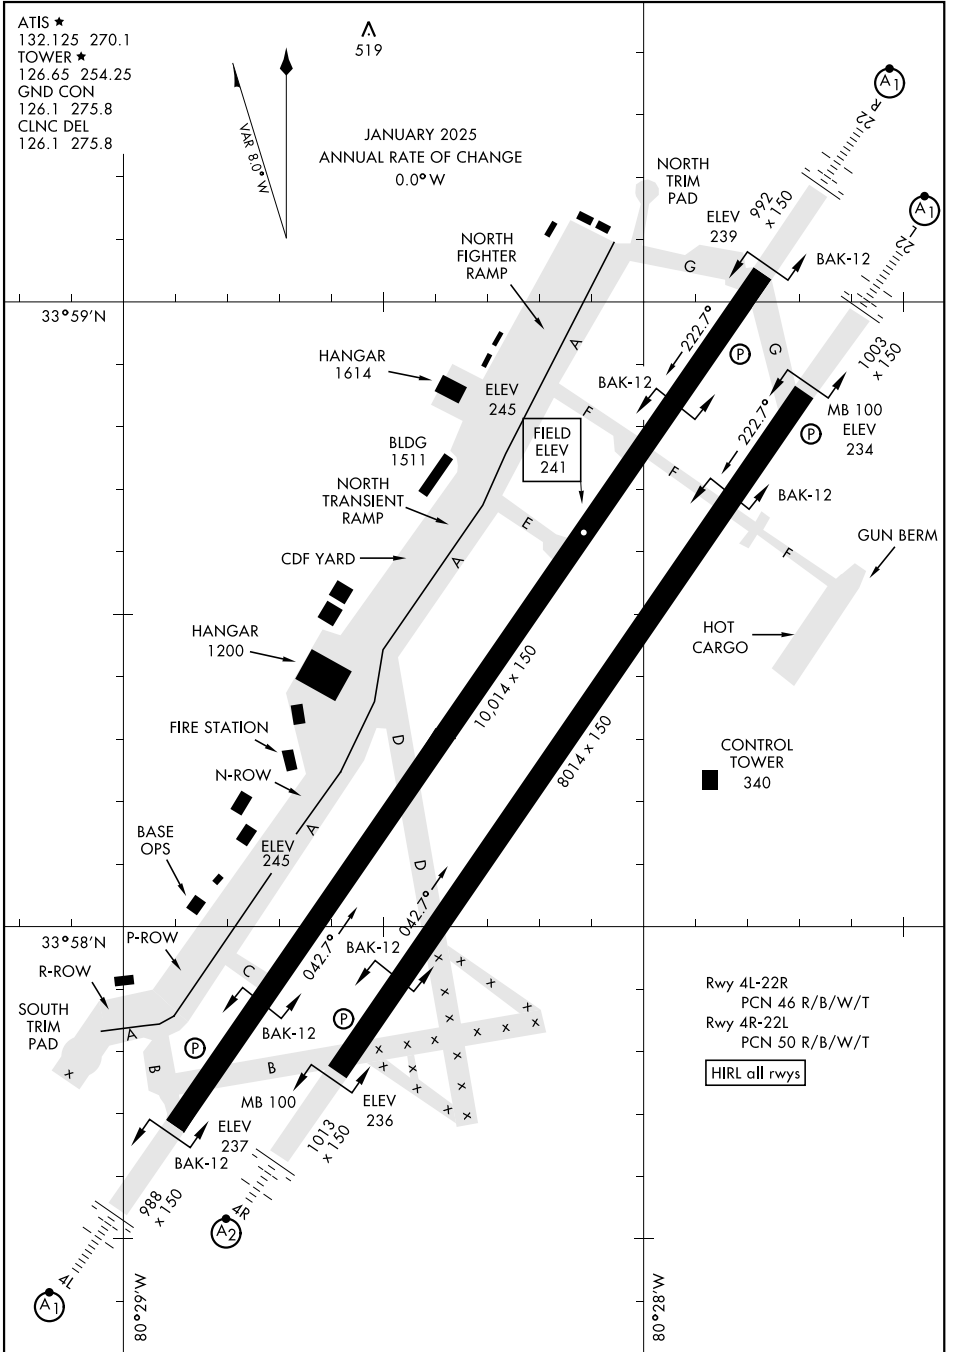 ATIS ★
132.125 270.1
TOWER ★
126.65 254.25
GND CON
126.1 275.8
CLNC DEL
126.1 275.8
519
VAR 8.0° W
JANUARY 2025
ANNUAL RATE OF CHANGE
0.0° W
A1
22 R
NORTH
TRIM
PAD
992
x 150
ELEV
239
A1
22 L
BAK-12
NORTH
FIGHTER
RAMP
G
33°59'N
222.7°
P
G
1003
x 150
HANGAR
1614
A
ELEV
245
BAK-12
F
222.7°
MB 100
ELEV
234
P
FIELD
ELEV
241
BLDG
1511
F
BAK-12
NORTH
TRANSIENT
RAMP
E
GUN BERM
CDF YARD
A
F
HANGAR
1200
HOT
CARGO
10,014 x 150
FIRE STATION
D
8014 x 150
CONTROL
TOWER
340
N-ROW
A
BASE
OPS
ELEV
245
D
33°58'N
P-ROW
042.7°
042.7°
BAK-12
R-ROW
C
Rwy 4L-22R
PCN 46 R/B/W/T
Rwy 4R-22L
PCN 50 R/B/W/T
HIRL all rwys
SOUTH
TRIM
PAD
A
BAK-12
P
P
x
B
B
x x x x x x x x x x x x x x x x x x x x x
MB 100
ELEV
236
ELEV
237
BAK-12
1013
x 150
988
x 150
4R
A2
4L
A1
80°29'W
80°28'W